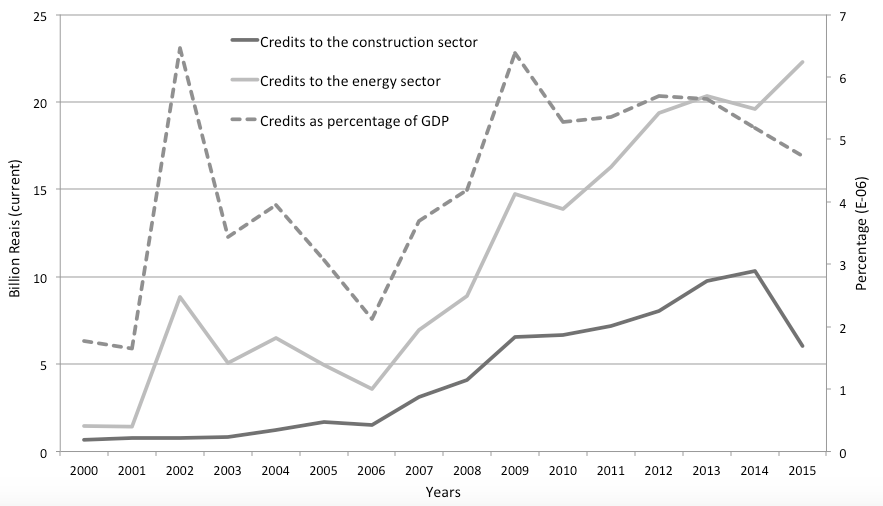 25
20
15
10
5
0
Billion Reais (current)
Credits to the construction sector
Credits to the energy sector
Credits as percentage of GDP
7
6
5
4
3
2
1
0
Percentage (E-06)
2000 2001 2002 2003 2004 2005 2006 2007 2008 2009 2010 2011 2012 2013 2014 2015
Years